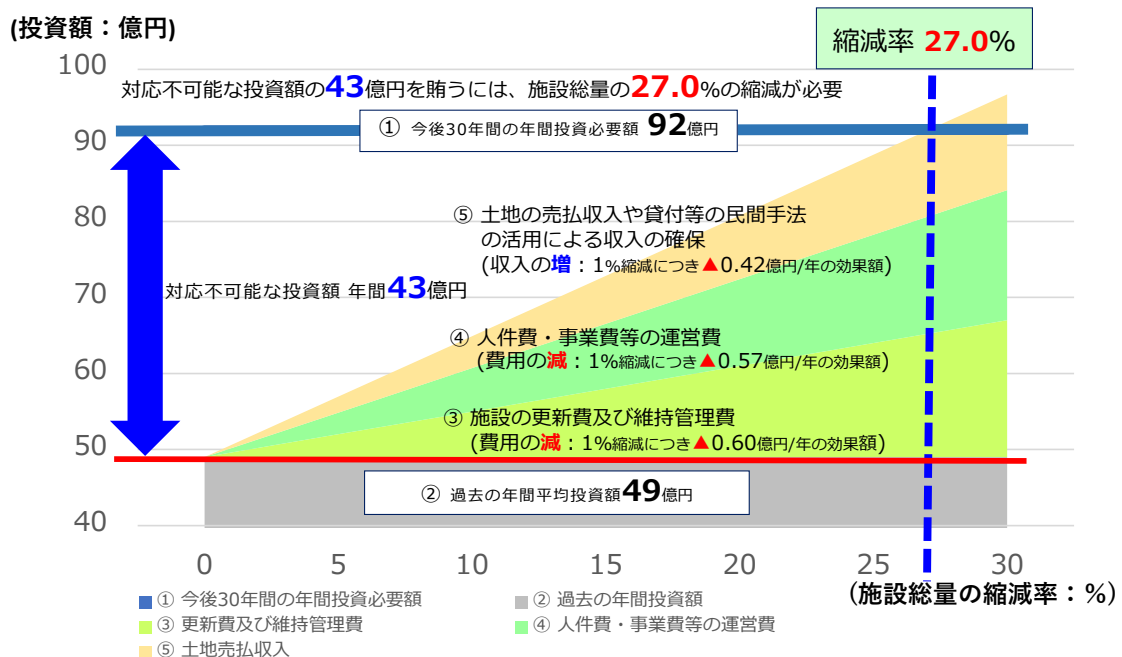 (投資額：億円)
縮減率 27.0%
100
対応不可能な投資額の43億円を賄うには、施設総量の27.0%の縮減が必要
① 今後30年間の年間投資必要額 92億円
90
80
⑤ 土地の売払収入や貸付等の民間手法
の活用による収入の確保
(収入の増：1%縮減につき▲0.42億円/年の効果額)
70
対応不可能な投資額 年間43億円
④ 人件費・事業費等の運営費
(費用の減：1%縮減につき▲0.57億円/年の効果額)
60
③ 施設の更新費及び維持管理費
(費用の減：1%縮減につき▲0.60億円/年の効果額)
50
② 過去の年間平均投資額49億円
40
0 5 10 15 20 25 30
(施設総量の縮減率：%)
① 今後30年間の年間投資必要額
② 過去の年間投資額
③ 更新費及び維持管理費
④ 人件費・事業費等の運営費
⑤ 土地売払収入